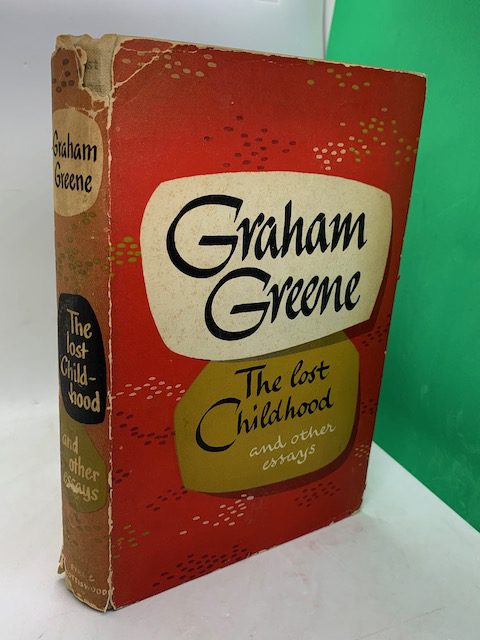 Graham
Greene
The lost
Childhood
and other
essays
Graham
Greene
The
lost
Child-
hood
and
other
essays